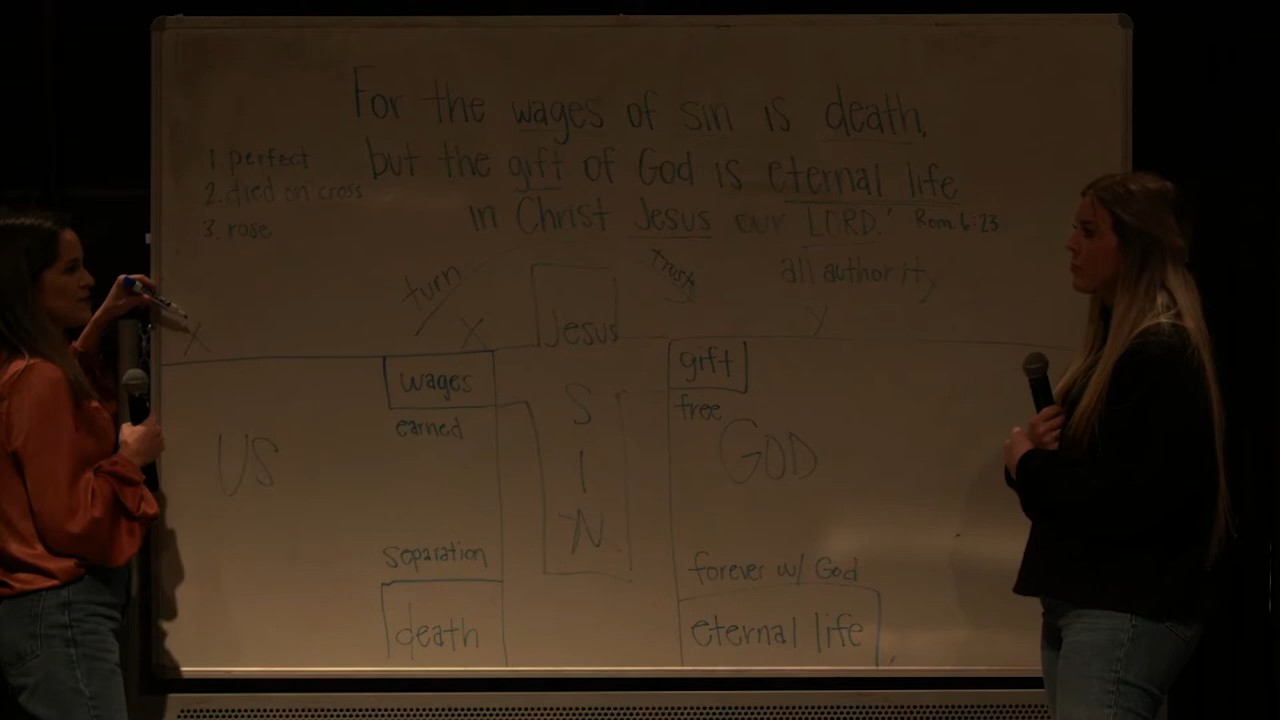 For the wages of sin is death,
but the gift of God is eternal life
in Christ Jesus our LORD.' Rom. 6:23
1. perfect
2. died on cross
3. rose
turn
trust
all authority
X
X
Y
Jesus
wages
earned
gift
free
US
S
I
N
GOD
separation
death
forever w/ God
eternal life